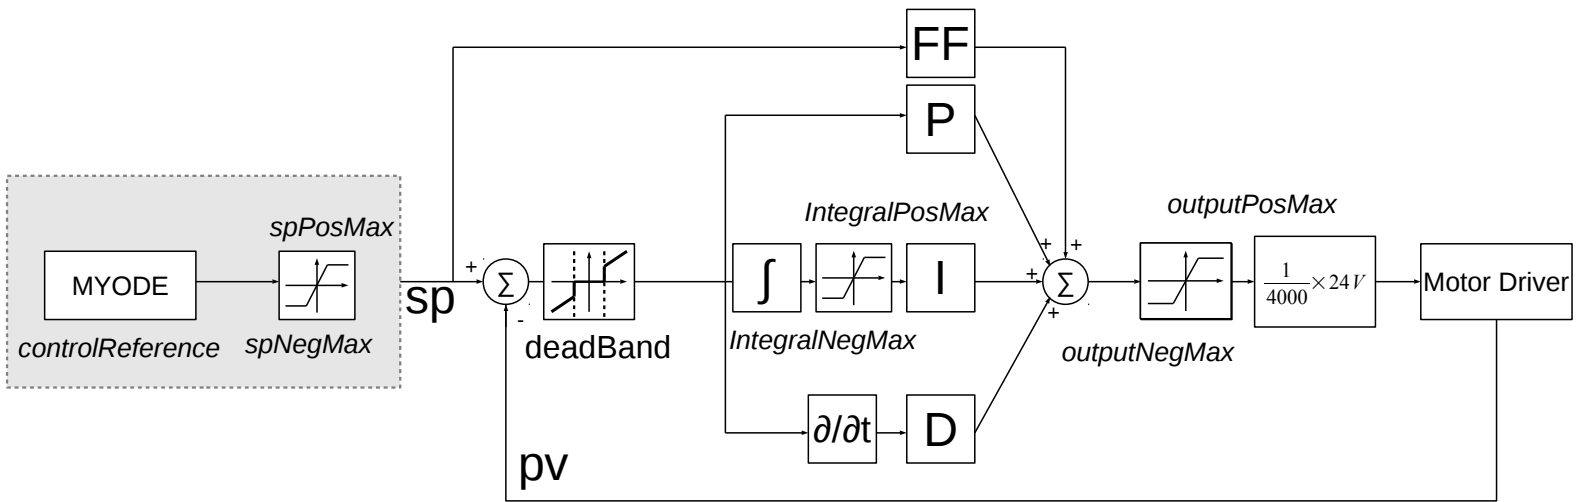 FF
P
IntegralPosMax
outputPosMax
spPosMax
+
+
+
MYODE
∑
∫
I
+
∑
1/4000 × 24 V
Motor Driver
sp
-
+
controlReference
spNegMax
deadBand
IntegralNegMax
outputNegMax
∂/∂t
D
pv